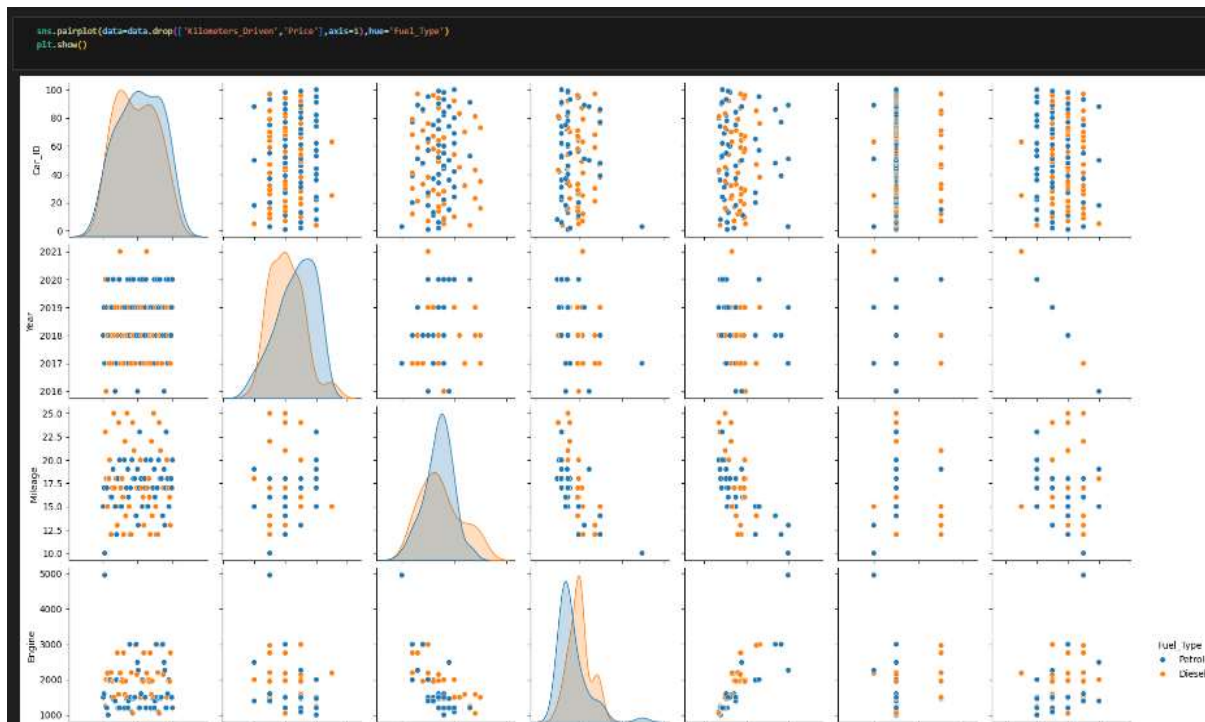 sns.pairplot(data=data.drop(['Kilometers_Driven','Price'],axis=1),hue='Fuel_Type')
plt.show()
100
80
60
40
20
0
Car_ID
2021
2020
2019
2018
2017
2016
Year
25.0
22.5
20.0
17.5
15.0
12.5
10.0
Mileage
5000
4000
3000
2000
1000
Engine
Fuel_Type
Petrol
Diesel